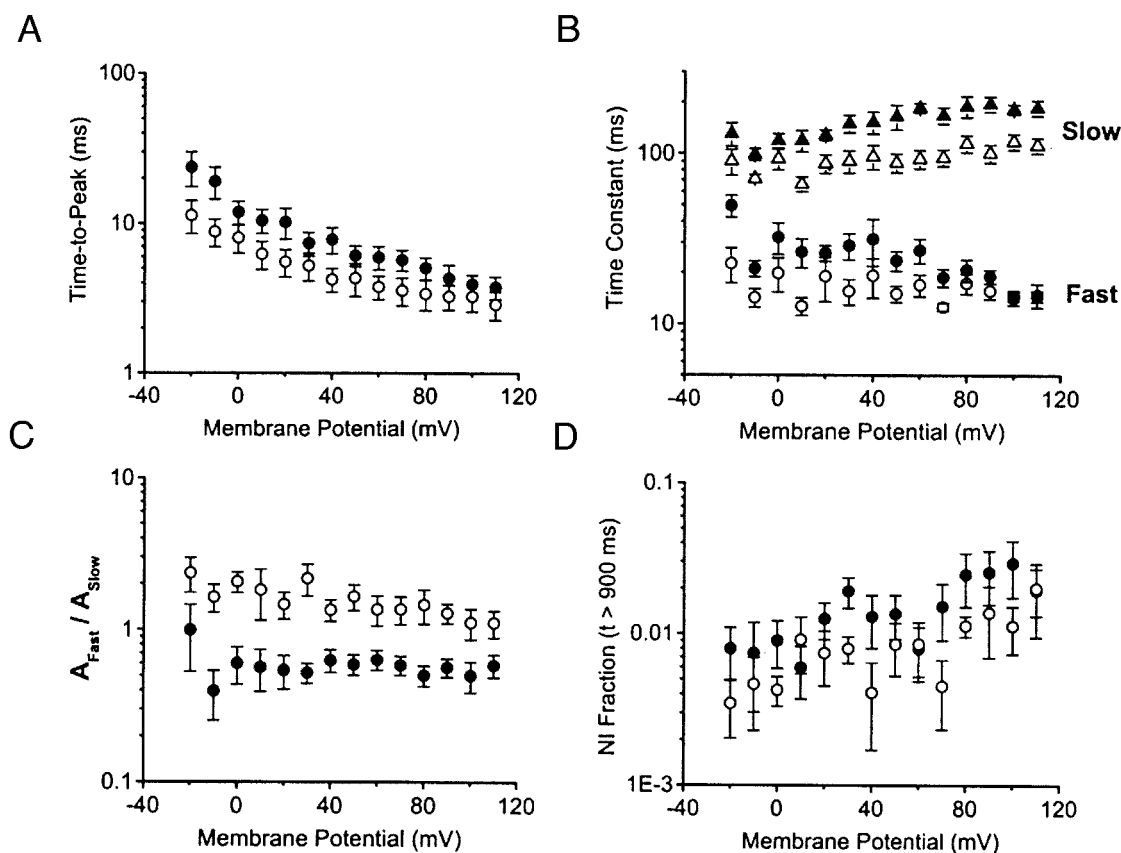 A
100
10
1
Time-to-Peak (ms)
-40 0 40 80 120
Membrane Potential (mV)
B
100
10
Time Constant (ms)
Slow
Fast
-40 0 40 80 120
Membrane Potential (mV)
C
10
1
0.1
A_Fast / A_Slow
-40 0 40 80 120
Membrane Potential (mV)
D
0.1
0.01
1E-3
NI Fraction (t > 900 ms)
-40 0 40 80 120
Membrane Potential (mV)